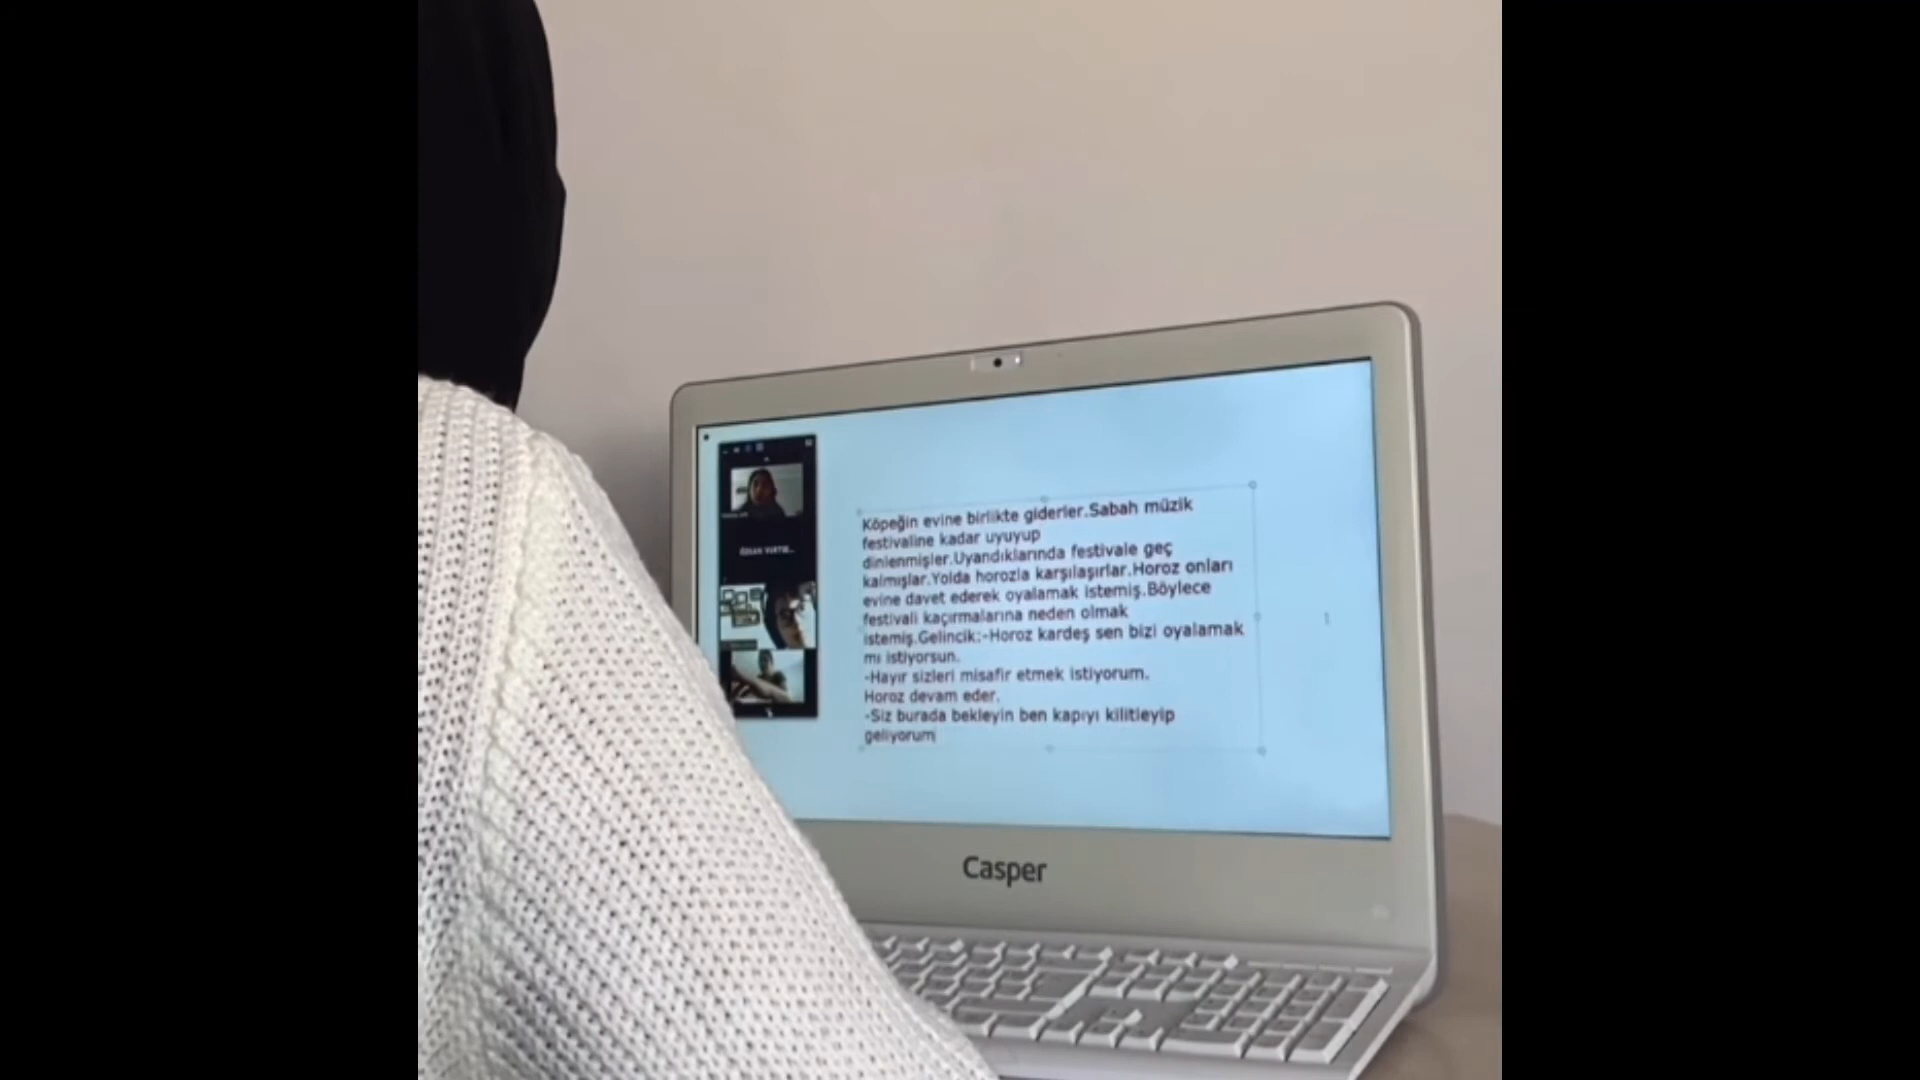 ÖZKAN YURTSE...
Köpeğin evine birlikte giderler.Sabah müzik
festivaline kadar uyuyup
dinlenmişler.Uyandıklarında festivale geç
kalmışlar.Yolda horozla karşılaşırlar.Horoz onları
evine davet ederek oyalamak istemiş.Böylece
festivali kaçırmalarına neden olmak
istemiş.Gelincik:-Horoz kardeş sen bizi oyalamak
mı istiyorsun.
-Hayır sizleri misafir etmek istiyorum.
Horoz devam eder.
-Siz burada bekleyin ben kapıyı kilitleyip
geliyorum
Casper